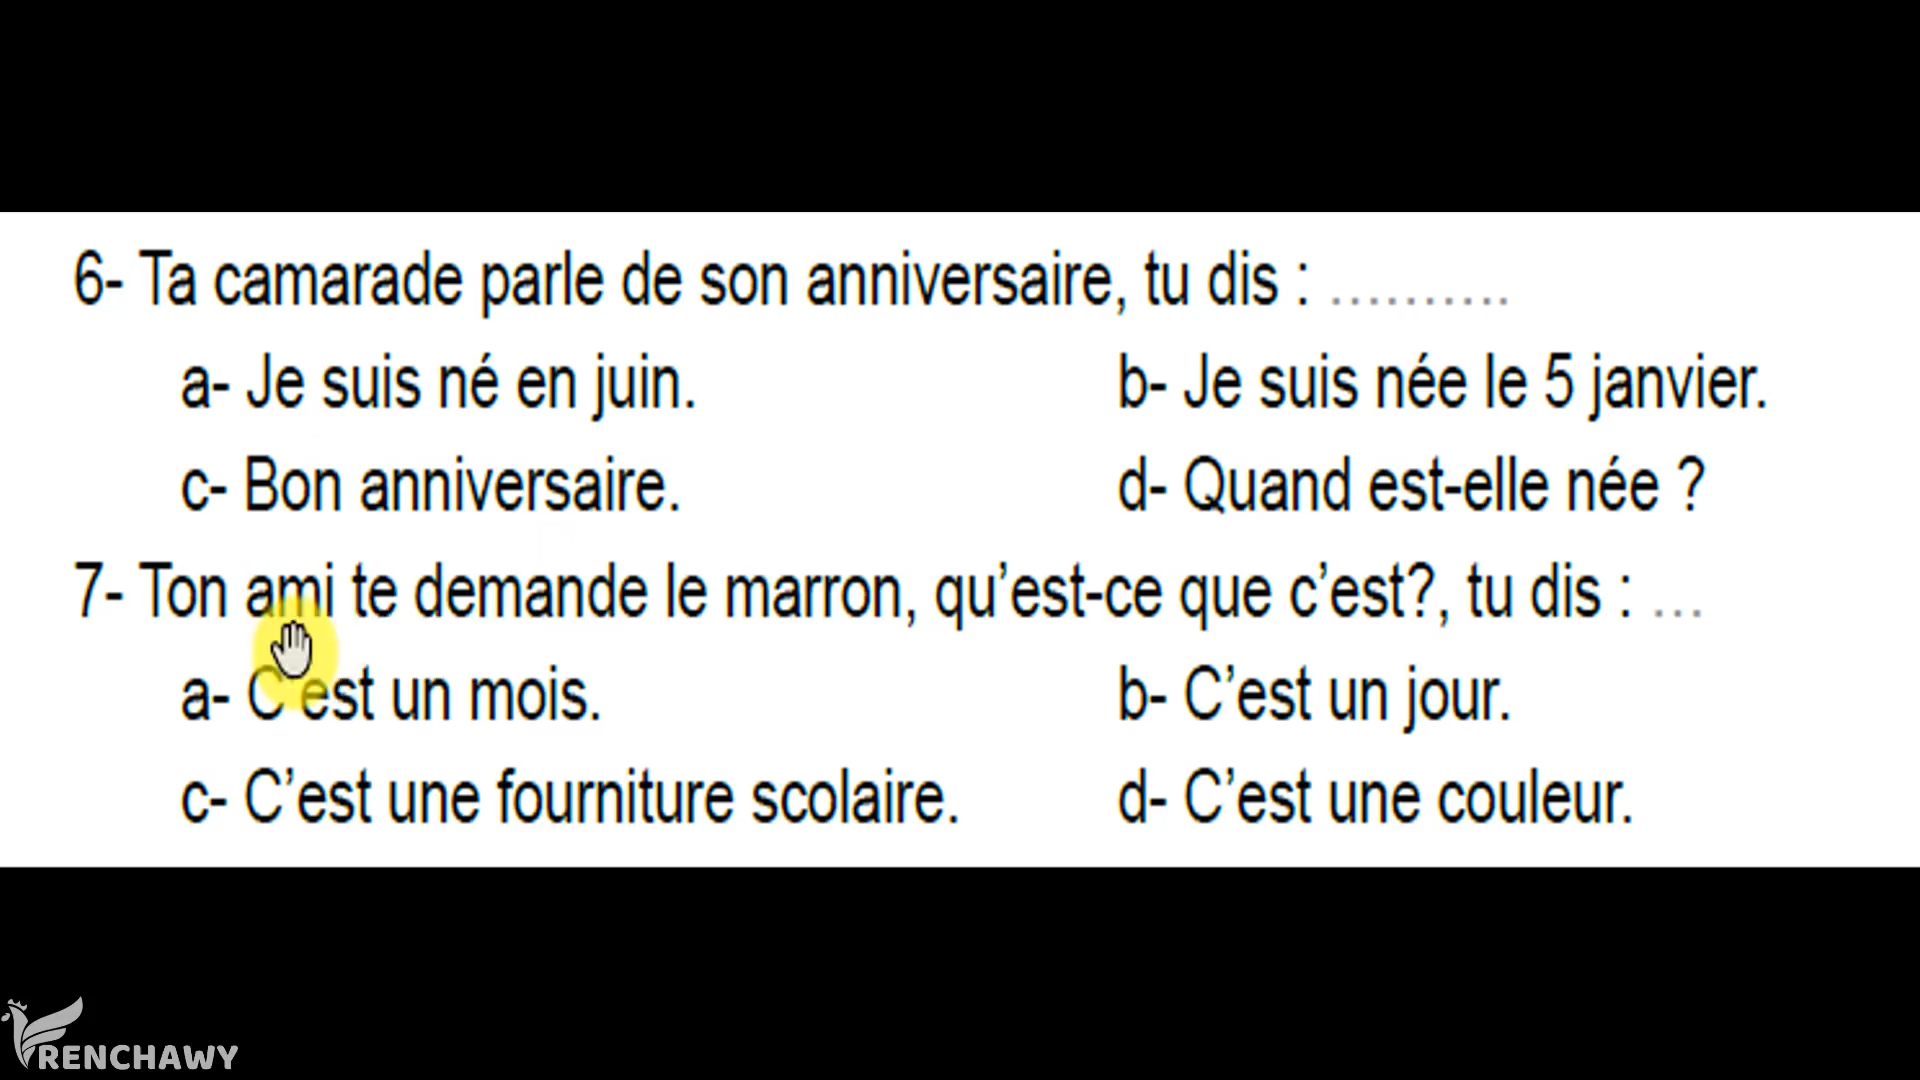 6- Ta camarade parle de son anniversaire, tu dis : ..........
a- Je suis né en juin. b- Je suis née le 5 janvier.
c- Bon anniversaire. d- Quand est-elle née ?
7- Ton ami te demande le marron, qu’est-ce que c’est?, tu dis : ...
a- C’est un mois. b- C’est un jour.
c- C’est une fourniture scolaire. d- C’est une couleur.
RENCHAWY